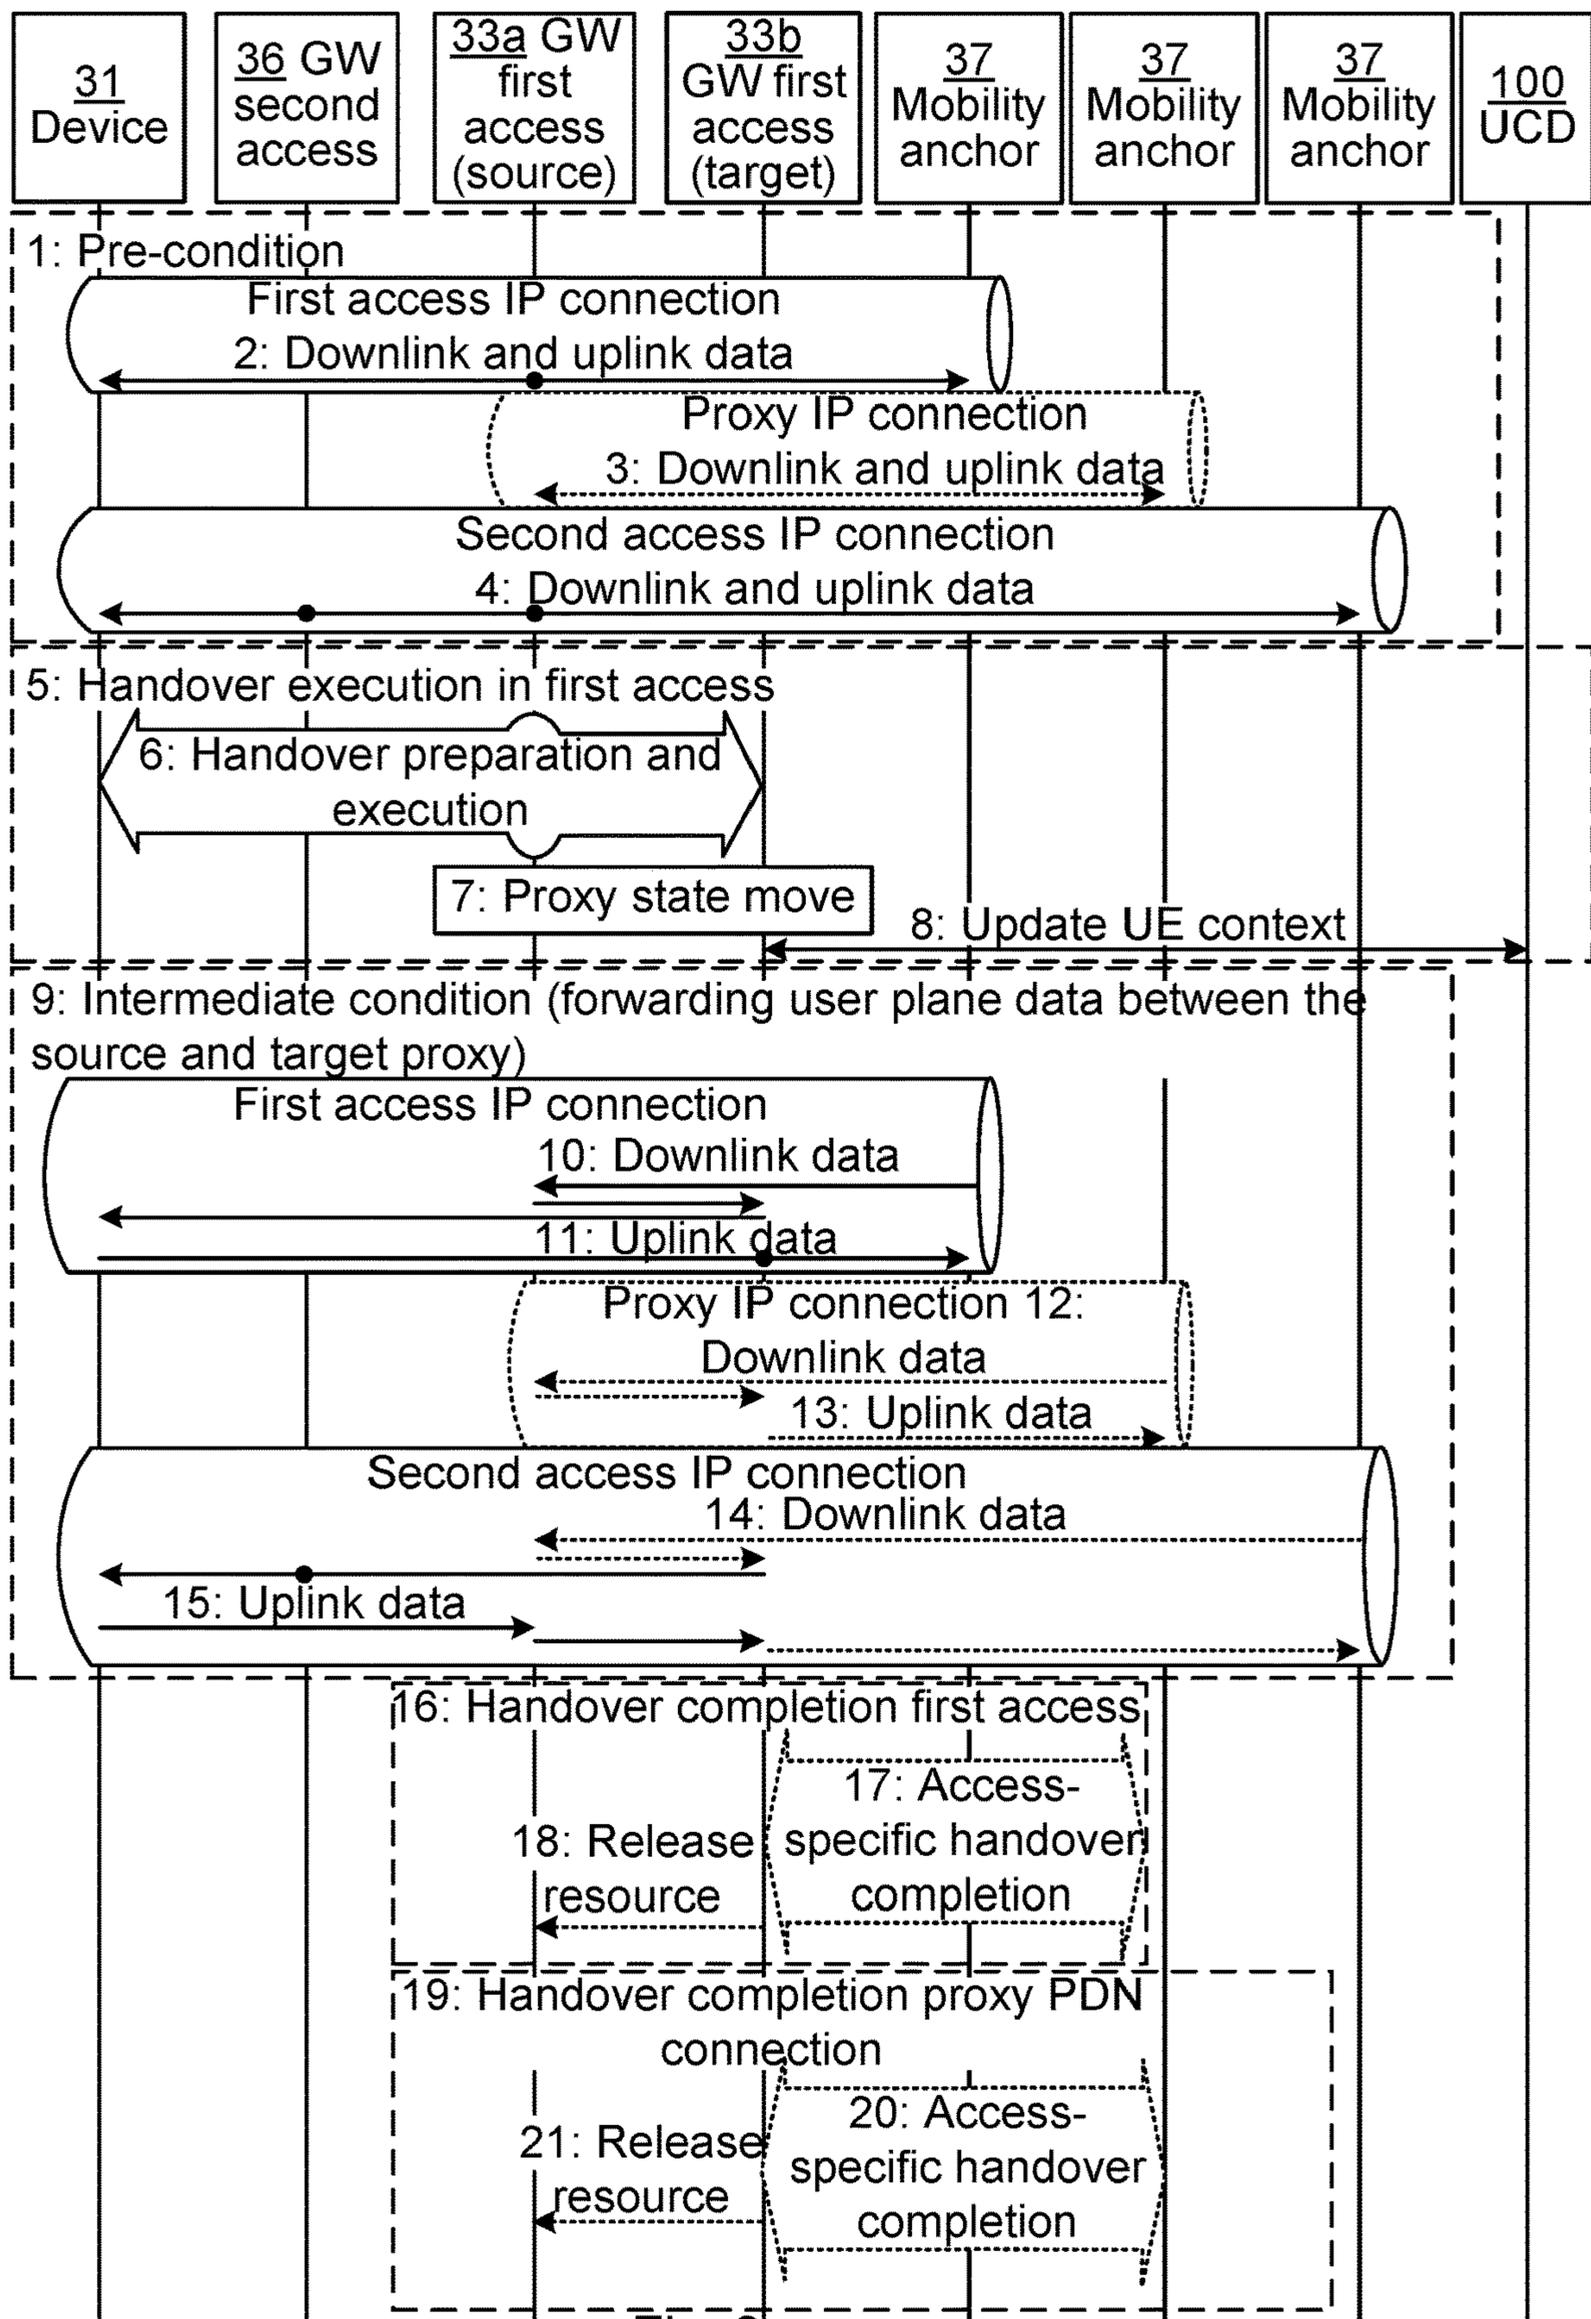 31
Device
36 GW
second
access
33a GW
first
access
(source)
33b
GW first
access
(target)
37
Mobility
anchor
37
Mobility
anchor
37
Mobility
anchor
100
UCD
1: Pre-condition
First access IP connection
2: Downlink and uplink data
Proxy IP connection
3: Downlink and uplink data
Second access IP connection
4: Downlink and uplink data
5: Handover execution in first access
6: Handover preparation and
execution
7: Proxy state move
8: Update UE context
9: Intermediate condition (forwarding user plane data between the
source and target proxy)
First access IP connection
10: Downlink data
11: Uplink data
Proxy IP connection 12:
Downlink data
13: Uplink data
Second access IP connection
14: Downlink data
15: Uplink data
16: Handover completion first access
17: Access-
specific handover
completion
18: Release
resource
19: Handover completion proxy PDN
connection
20: Access-
specific handover
completion
21: Release
resource